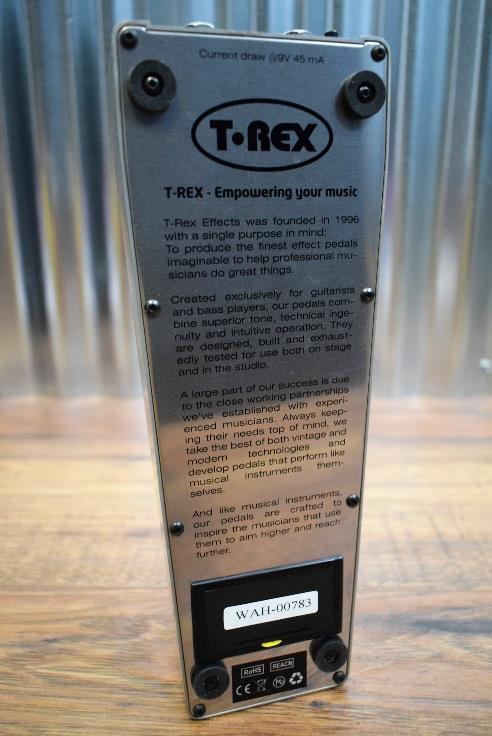 Current draw @9V 45 mA
T-REX
T-REX - Empowering your music
T-Rex Effects was founded in 1996
with a single purpose in mind:
To produce the finest effect pedals
imaginable to help professional mu-
sicians do great things.
Created exclusively for guitarists
and bass players, our pedals com-
bine superior tone, technical inge-
nuity and intuitive operation. They
are designed, built and exhaust-
edly tested for use both on stage
and in the studio.
A large part of our success is due
to the close working partnerships
we've established with experi-
enced musicians. Always keep-
ing their needs top of mind, we
take the best of both vintage and
modern technologies and
develop pedals that perform like
musical instruments them-
selves.
And like musical instruments,
our pedals are crafted to
inspire the musicians that use
them to aim higher and reach
further.
WAH-00783
RoHS REACH
CE